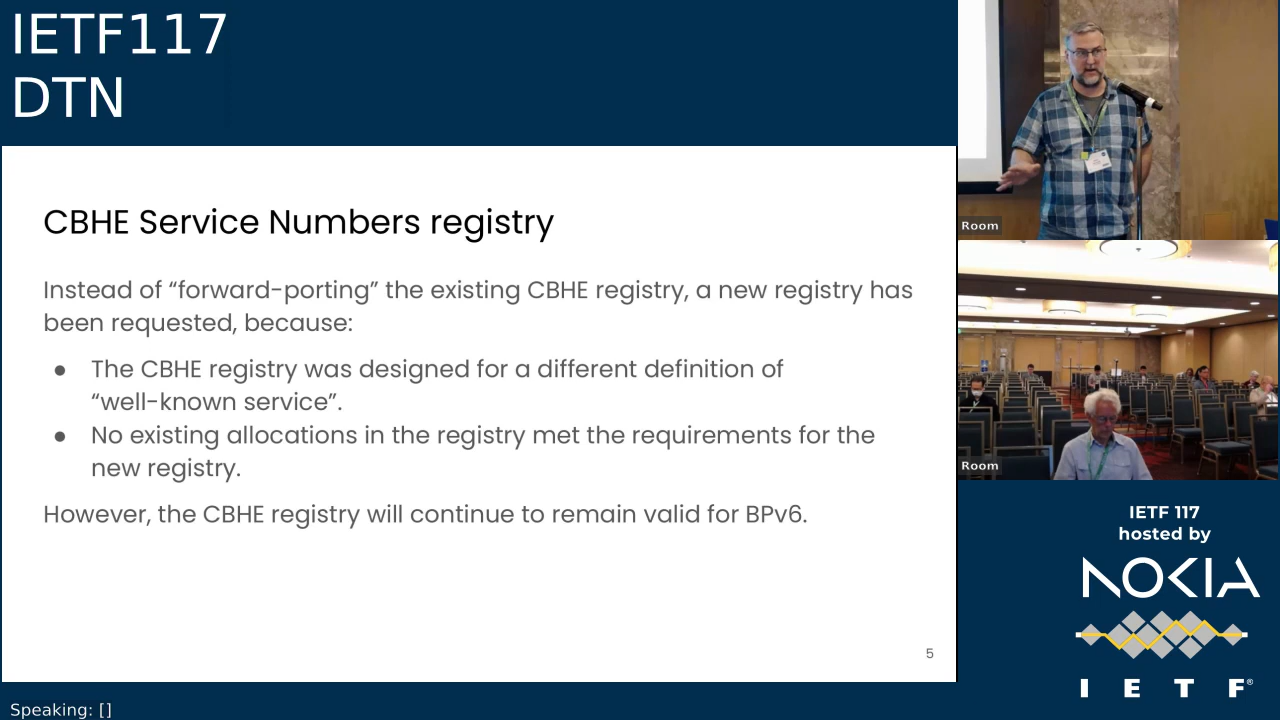 IETF117
DTN
CBHE Service Numbers registry
Instead of “forward-porting” the existing CBHE registry, a new registry has
been requested, because:
● The CBHE registry was designed for a different definition of
“well-known service”.
● No existing allocations in the registry met the requirements for the
new registry.
However, the CBHE registry will continue to remain valid for BPv6.
5
Speaking: []
Room
Room
IETF 117
hosted by
NOKIA
I E T F®